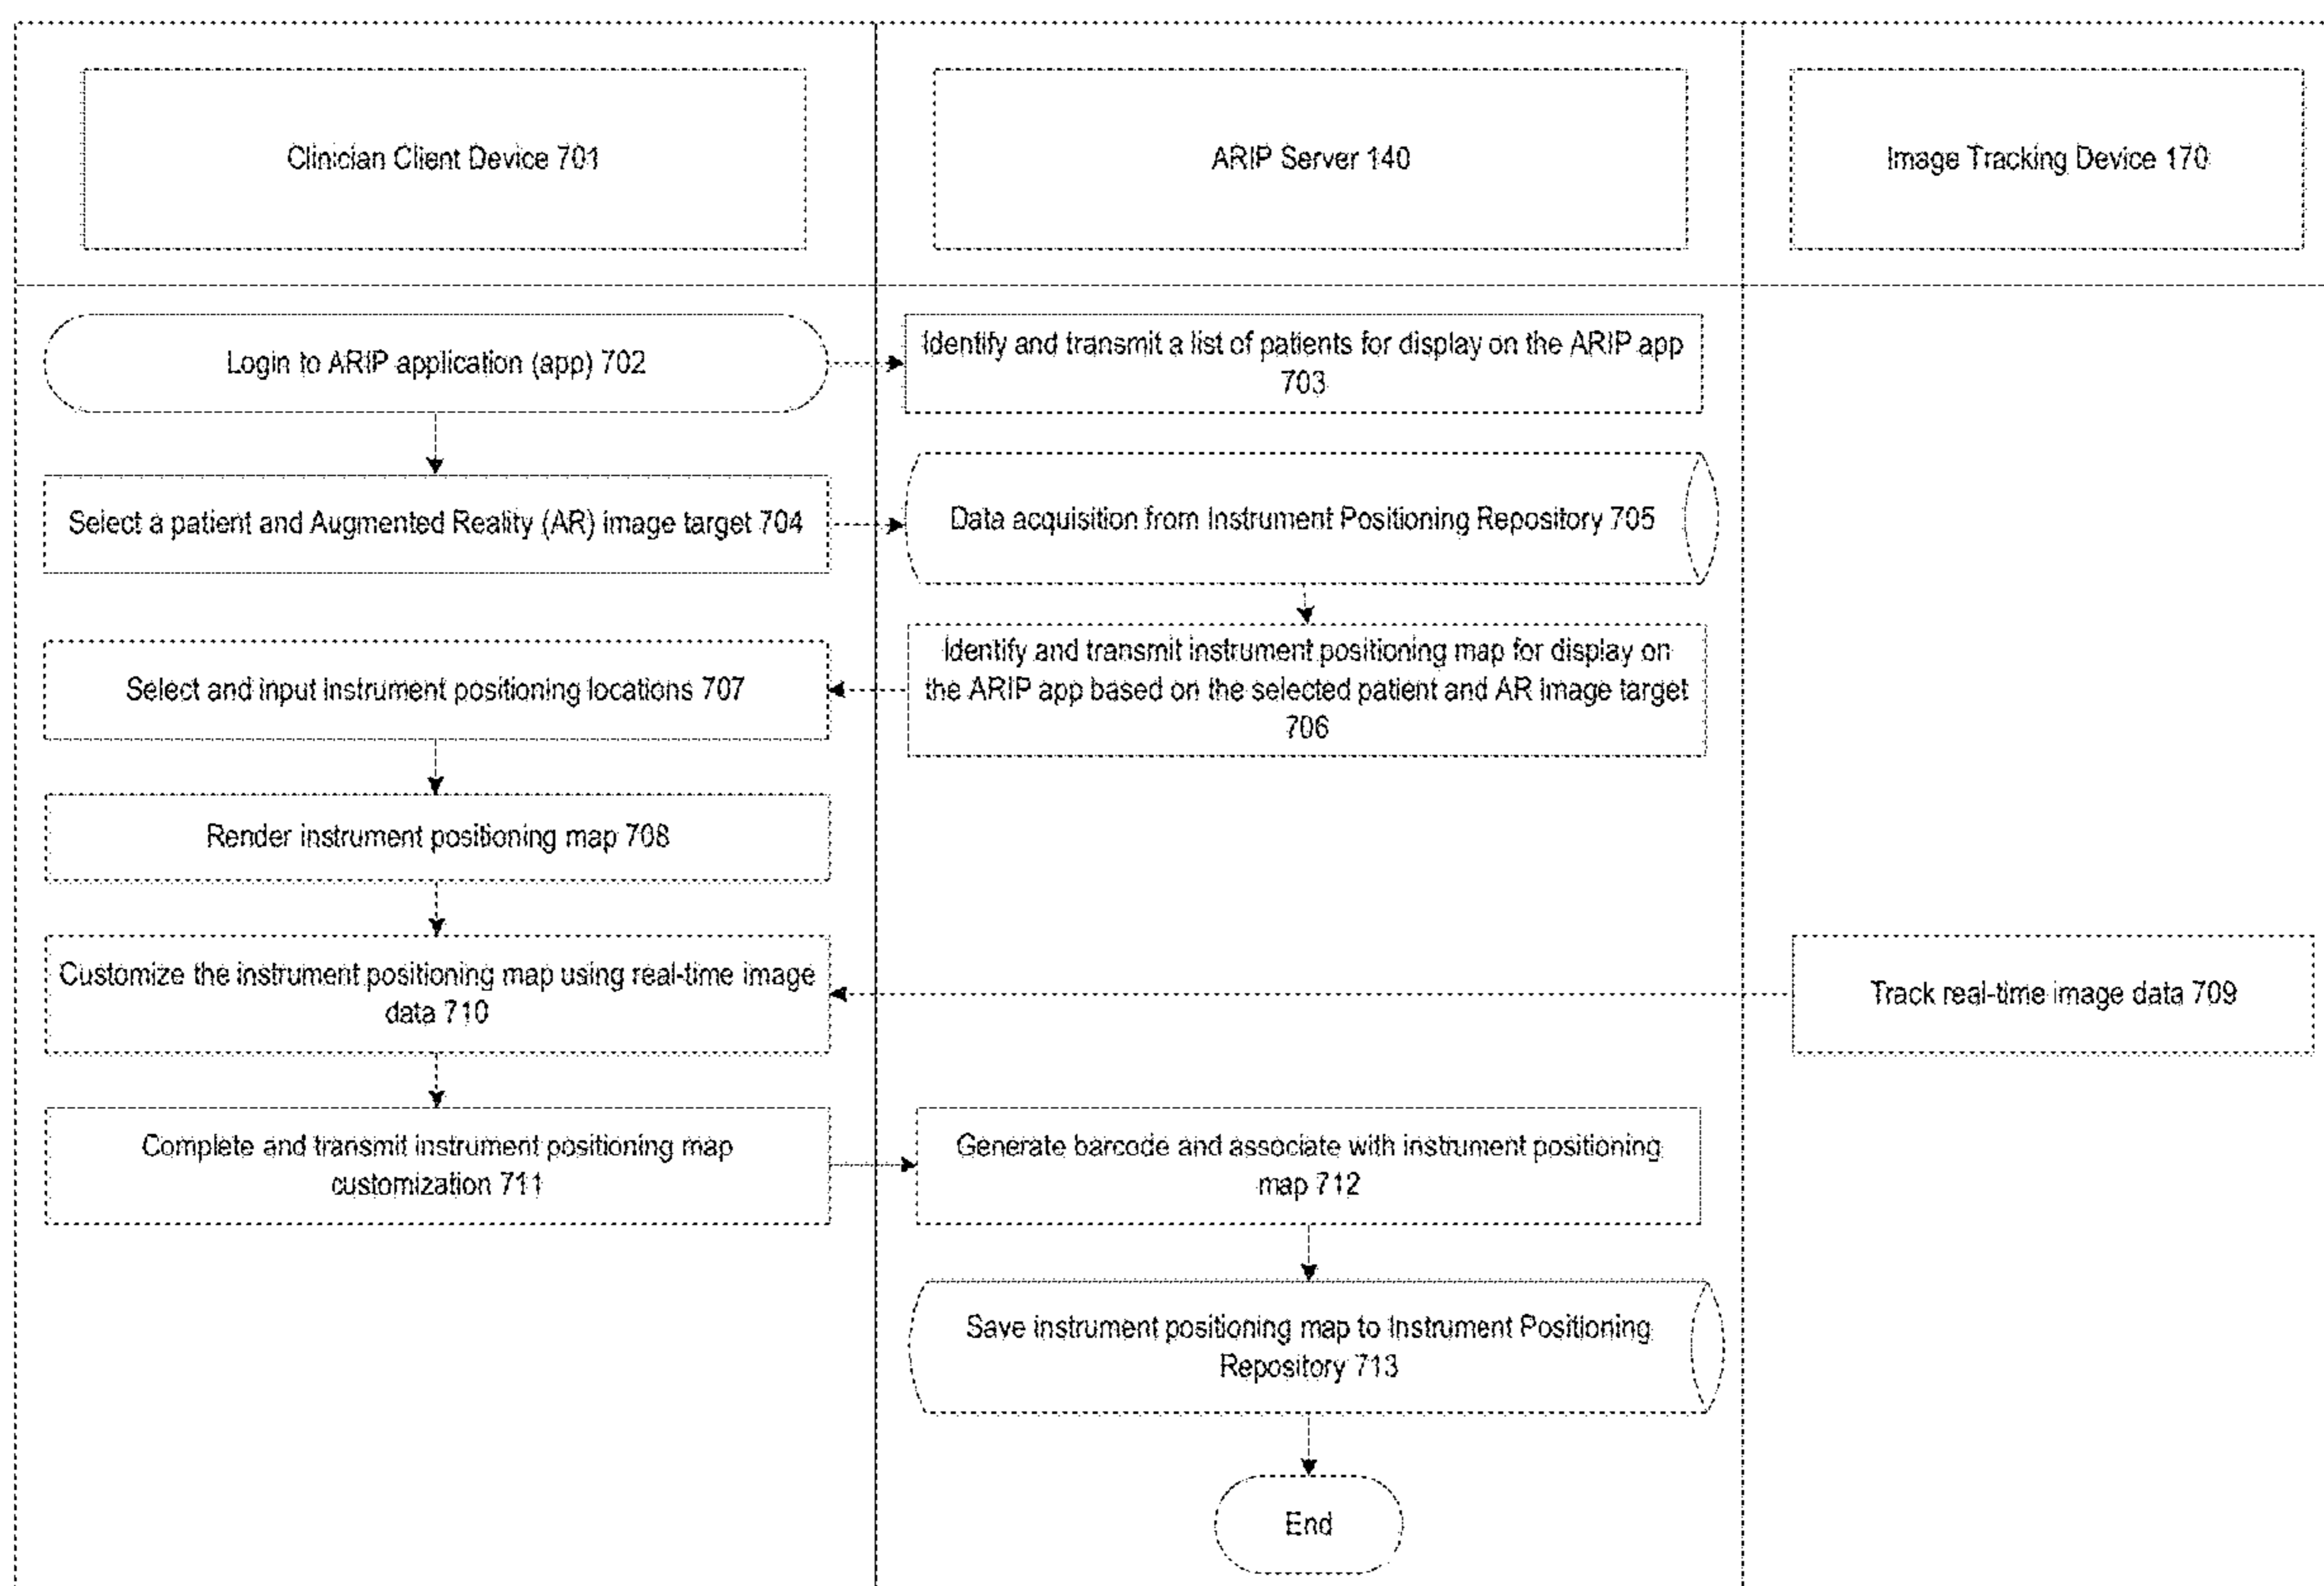 Clinician Client Device 701
ARIP Server 140
Image Tracking Device 170
Login to ARIP application (app) 702
Identify and transmit a list of patients for display on the ARIP app
703
Select a patient and Augmented Reality (AR) image target 704
Data acquisition from Instrument Positioning Repository 705
Select and input instrument positioning locations 707
Identify and transmit instrument positioning map for display on
the ARIP app based on the selected patient and AR image target
706
Render instrument positioning map 708
Customize the instrument positioning map using real-time image
data 710
Track real-time image data 709
Complete and transmit instrument positioning map
customization 711
Generate barcode and associate with instrument positioning
map 712
Save instrument positioning map to Instrument Positioning
Repository 713
End